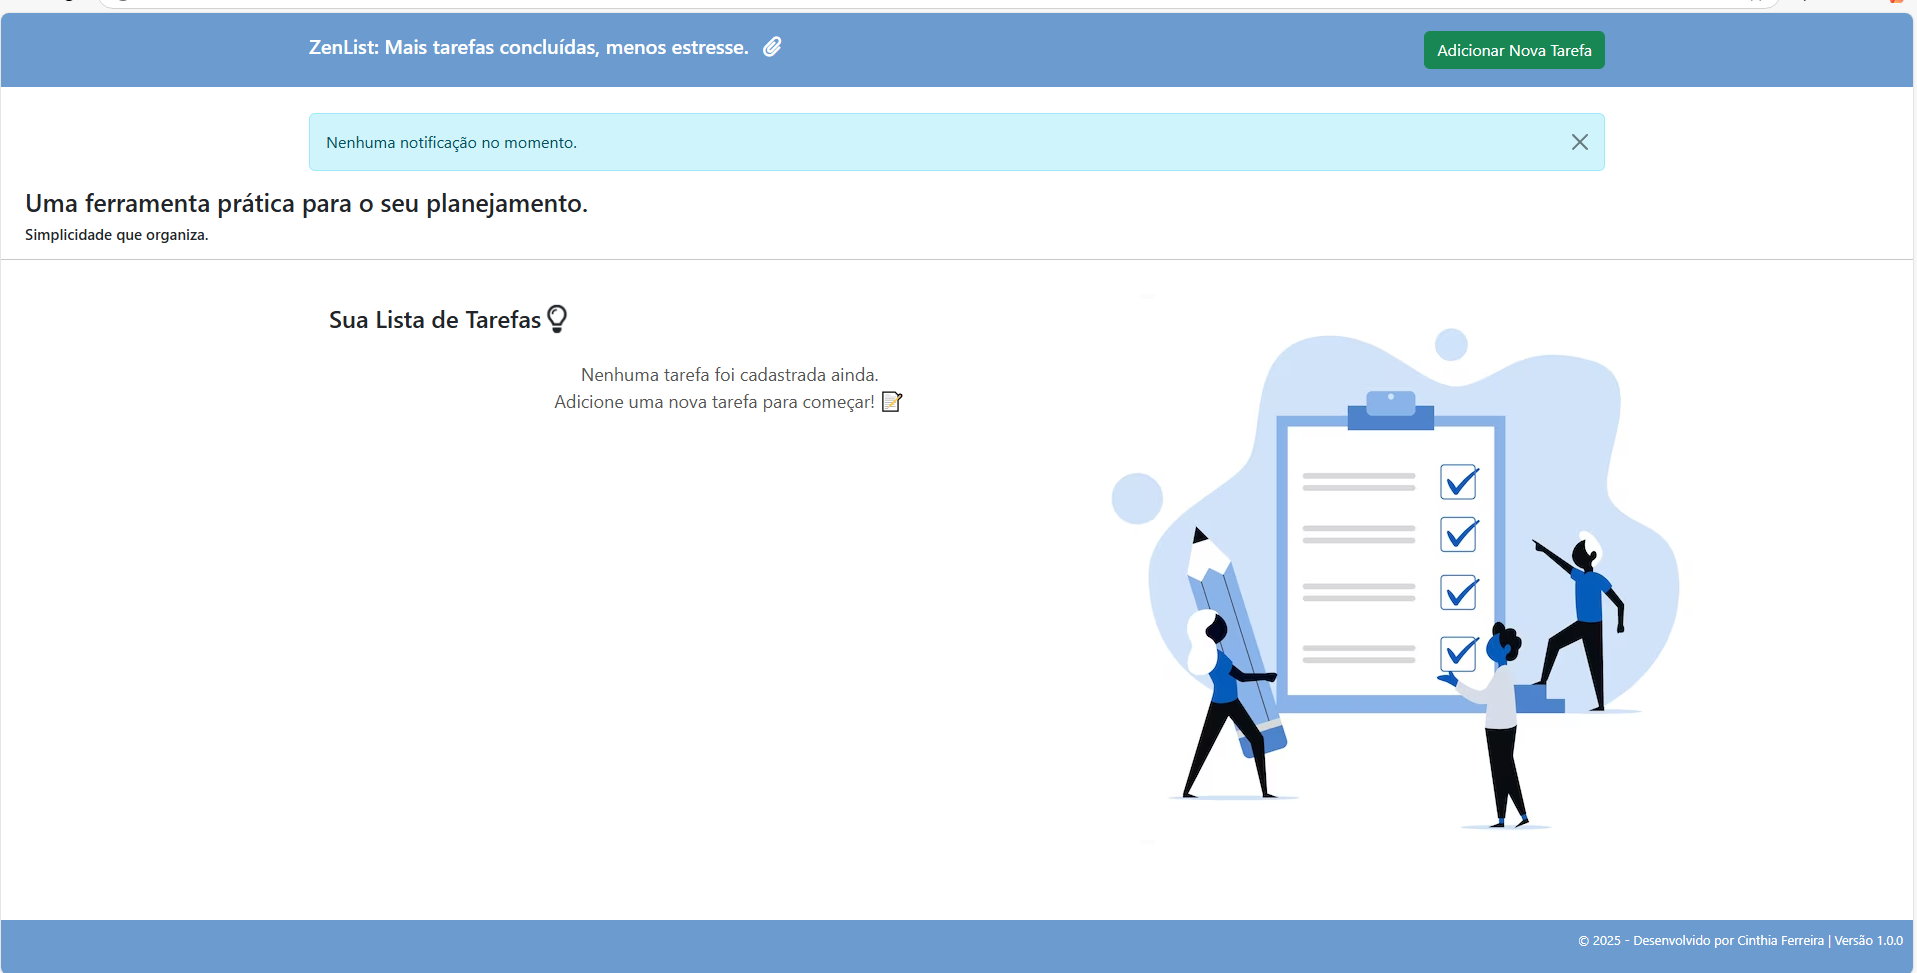 ZenList: Mais tarefas concluídas, menos estresse.
Adicionar Nova Tarefa
Nenhuma notificação no momento.
Uma ferramenta prática para o seu planejamento.
Simplicidade que organiza.
Sua Lista de Tarefas
Nenhuma tarefa foi cadastrada ainda.
Adicione uma nova tarefa para começar! 📝
© 2025 - Desenvolvido por Cinthia Ferreira | Versão 1.0.0